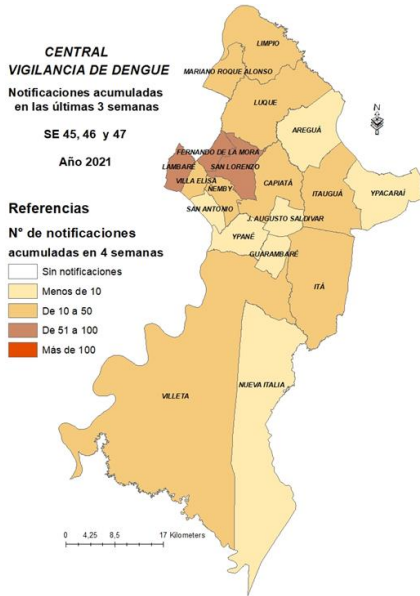 CENTRAL
VIGILANCIA DE DENGUE
Notificaciones acumuladas
en las últimas 3 semanas
SE 45, 46 y 47
Año 2021
Referencias
N° de notificaciones
acumuladas en 4 semanas
Sin notificaciones
Menos de 10
De 10 a 50
De 51 a 100
Más de 100
LIMPIO
MARIANO ROQUE ALONSO
LUQUE
N
AREGUÁ
FERNANDO DE LA MORA
LAMBARÉ
SAN LORENZO
VILLA ELISA
CAPIATÁ
ITAUGUÁ
YPACARAÍ
ÑEMBY
SAN ANTONIO
J. AUGUSTO SALDIVAR
YPANÉ
GUARAMBARÉ
ITÁ
NUEVA ITALIA
VILLETA
0 4,25 8,5 17 Kilometers